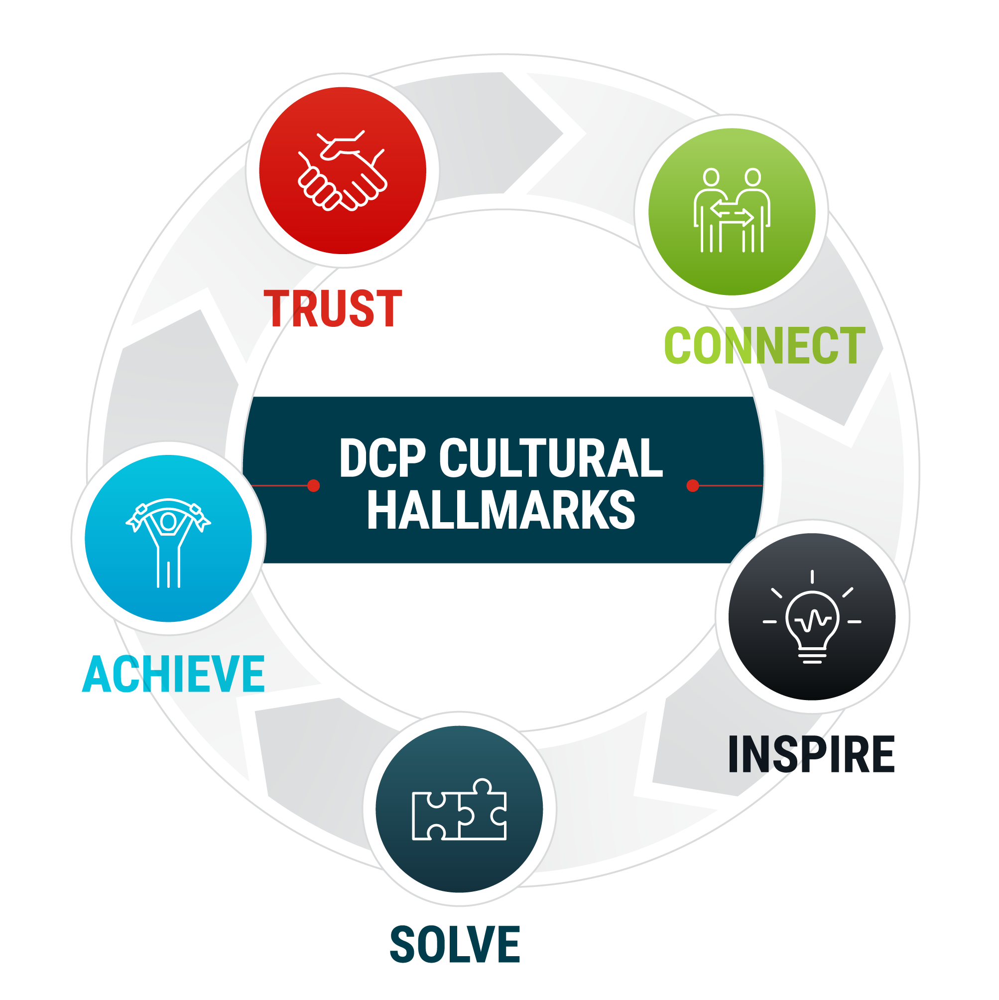 TRUST
CONNECT
DCP CULTURAL
HALLMARKS
ACHIEVE
INSPIRE
SOLVE